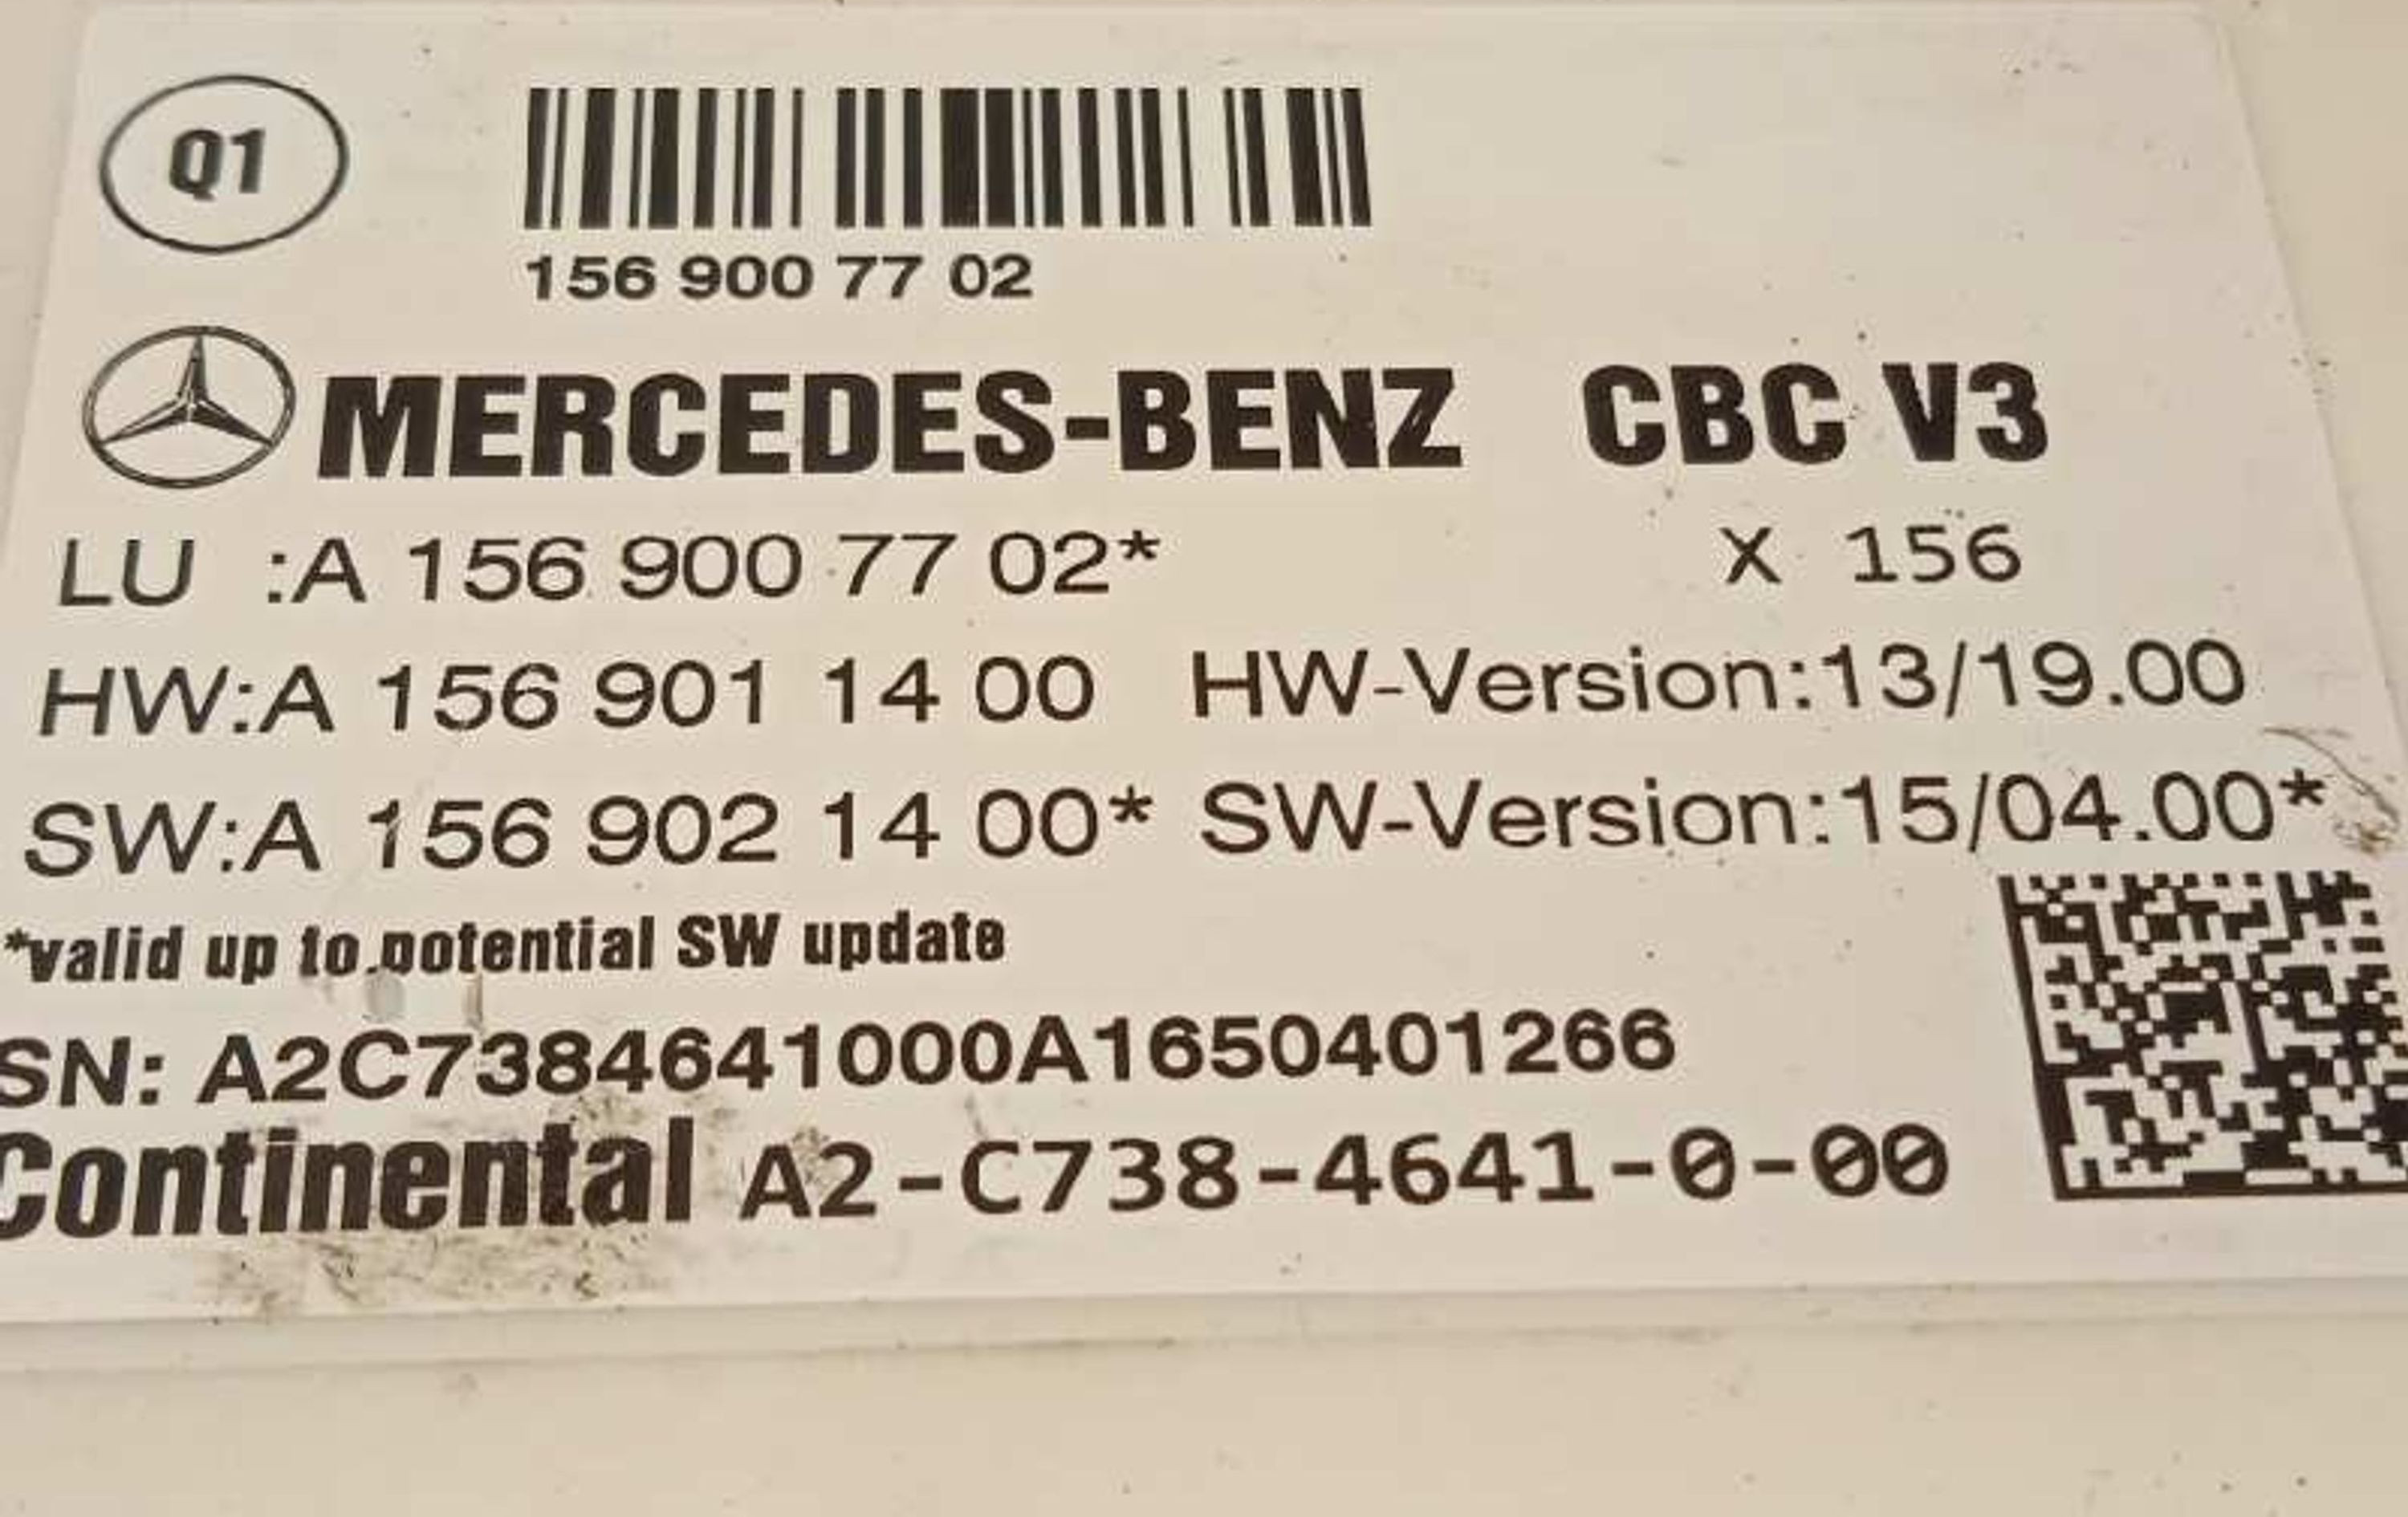 Q1
156 900 77 02
MERCEDES-BENZ CBC V3
LU :A 156 900 77 02* X 156
HW:A 156 901 14 00 HW-Version:13/19.00
SW:A 156 902 14 00* SW-Version:15/04.00*
*valid up to potential SW update
SN: A2C7384641000A1650401266
Continental A2-C738-4641-0-00